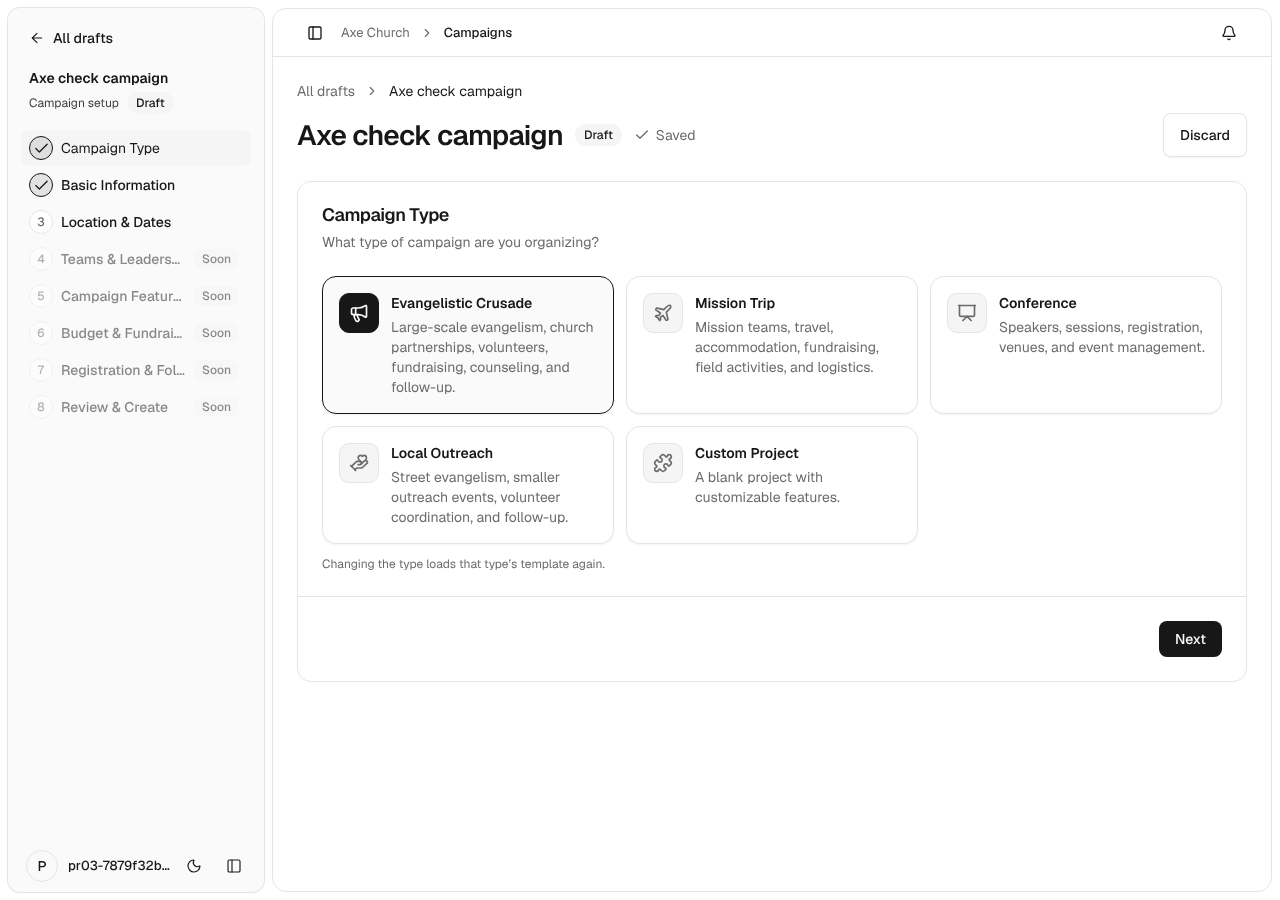 All drafts
Axe check campaign
Campaign setup Draft
Campaign Type
Basic Information
3 Location & Dates
4 Teams & Leaders... Soon
5 Campaign Featur... Soon
6 Budget & Fundrai... Soon
7 Registration & Fol... Soon
8 Review & Create Soon
P pr03-7879f32b...
Axe Church > Campaigns
All drafts > Axe check campaign
Axe check campaign Draft Saved
Discard
Campaign Type
What type of campaign are you organizing?
Evangelistic Crusade
Large-scale evangelism, church
partnerships, volunteers,
fundraising, counseling, and
follow-up.
Mission Trip
Mission teams, travel,
accommodation, fundraising,
field activities, and logistics.
Conference
Speakers, sessions, registration,
venues, and event management.
Local Outreach
Street evangelism, smaller
outreach events, volunteer
coordination, and follow-up.
Custom Project
A blank project with
customizable features.
Changing the type loads that type's template again.
Next